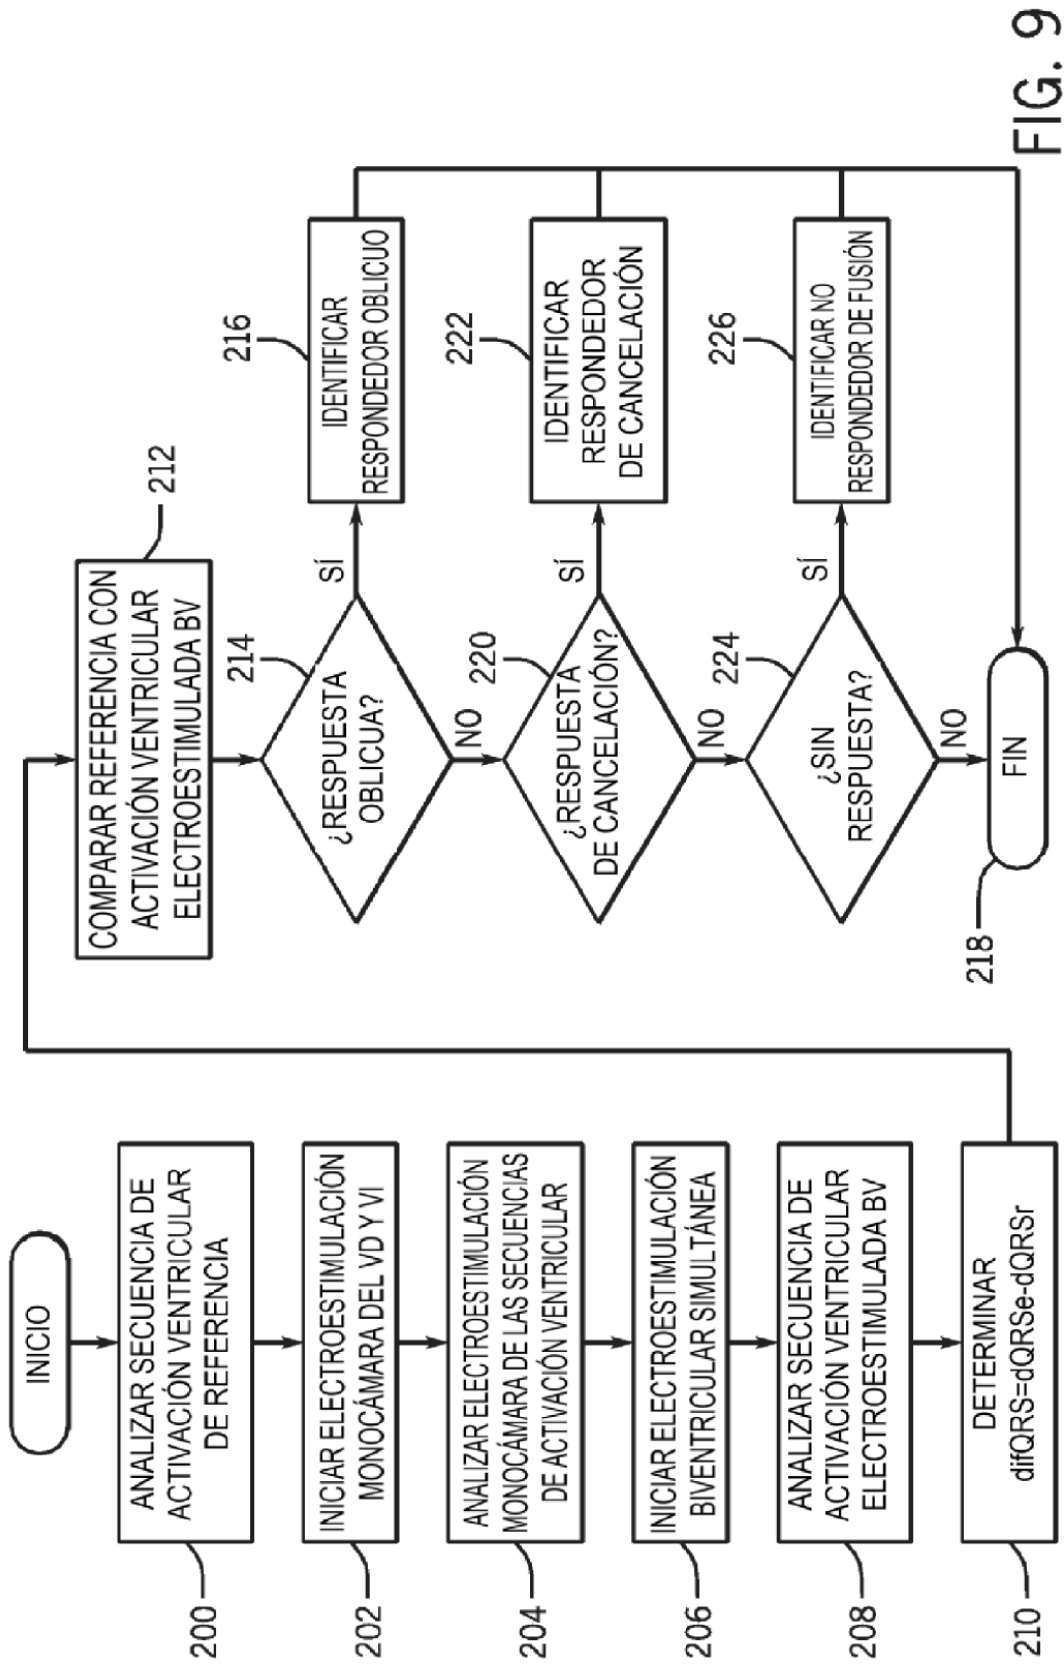 INICIO
ANALIZAR SECUENCIA DE
ACTIVACIÓN VENTRICULAR
DE REFERENCIA
200
INICIAR ELECTROESTIMULACIÓN
MONOCÁMARA DEL VD Y VI
202
ANALIZAR ELECTROESTIMULACIÓN
MONOCÁMARA DE LAS SECUENCIAS
DE ACTIVACIÓN VENTRICULAR
204
INICIAR ELECTROESTIMULACIÓN
BIVENTRICULAR SIMULTÁNEA
206
ANALIZAR SECUENCIA DE
ACTIVACIÓN VENTRICULAR
ELECTROESTIMULADA BV
208
DETERMINAR
difQRS=dQRSe-dQRSr
210
COMPARAR REFERENCIA CON
ACTIVACIÓN VENTRICULAR
ELECTROESTIMULADA BV
212
¿RESPUESTA
OBLICUA?
214
SÍ
IDENTIFICAR
RESPONDEDOR OBLICUO
216
NO
¿RESPUESTA
DE CANCELACIÓN?
220
SÍ
IDENTIFICAR
RESPONDEDOR
DE CANCELACIÓN
222
NO
¿SIN
RESPUESTA?
224
SÍ
IDENTIFICAR NO
RESPONDEDOR DE FUSIÓN
226
NO
FIN
218
FIG. 9